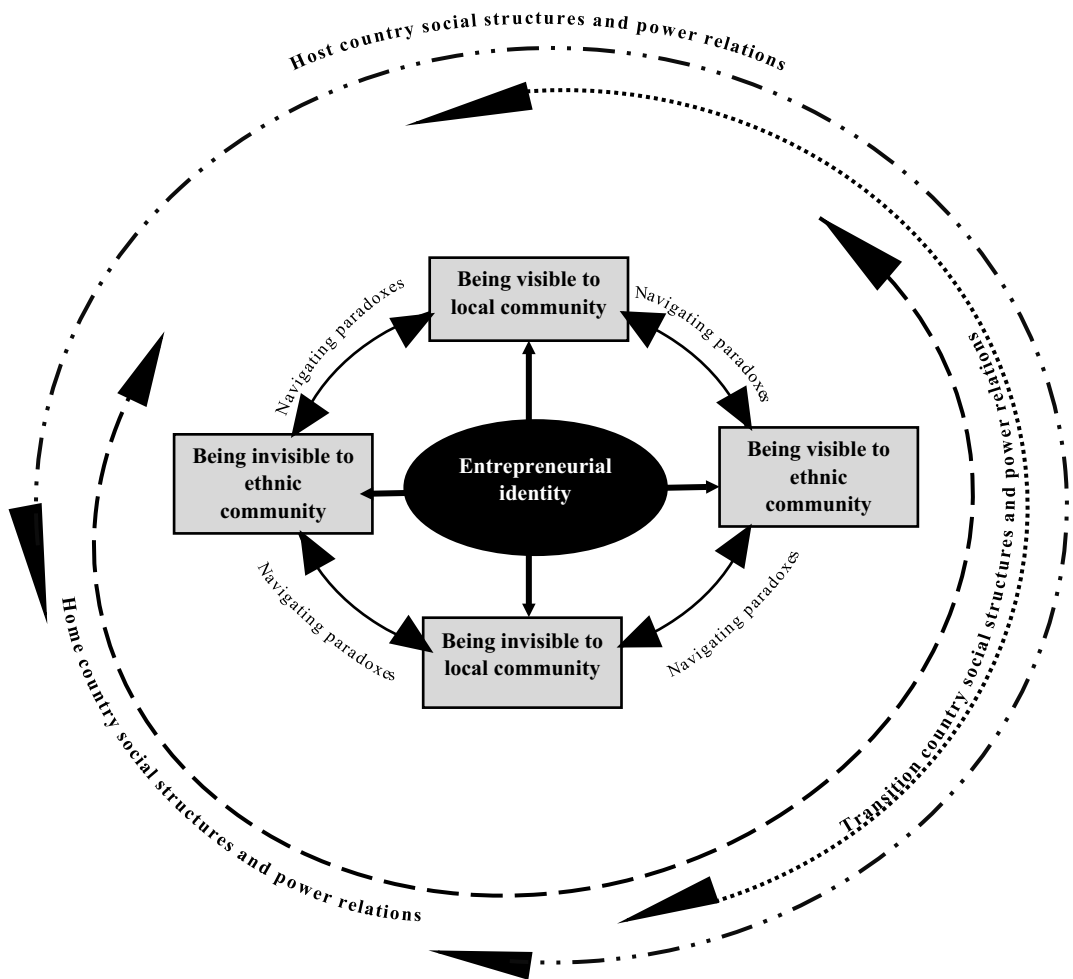 Host country social structures and power relations
Being visible to
local community
Navigating paradoxes
Navigating paradoxes
Being invisible to
ethnic
community
Entrepreneurial
identity
Being visible to
ethnic
community
Navigating paradoxes
Navigating paradoxes
Being invisible to
local community
Home country social structures and power relations
Transition country social structures and power relations